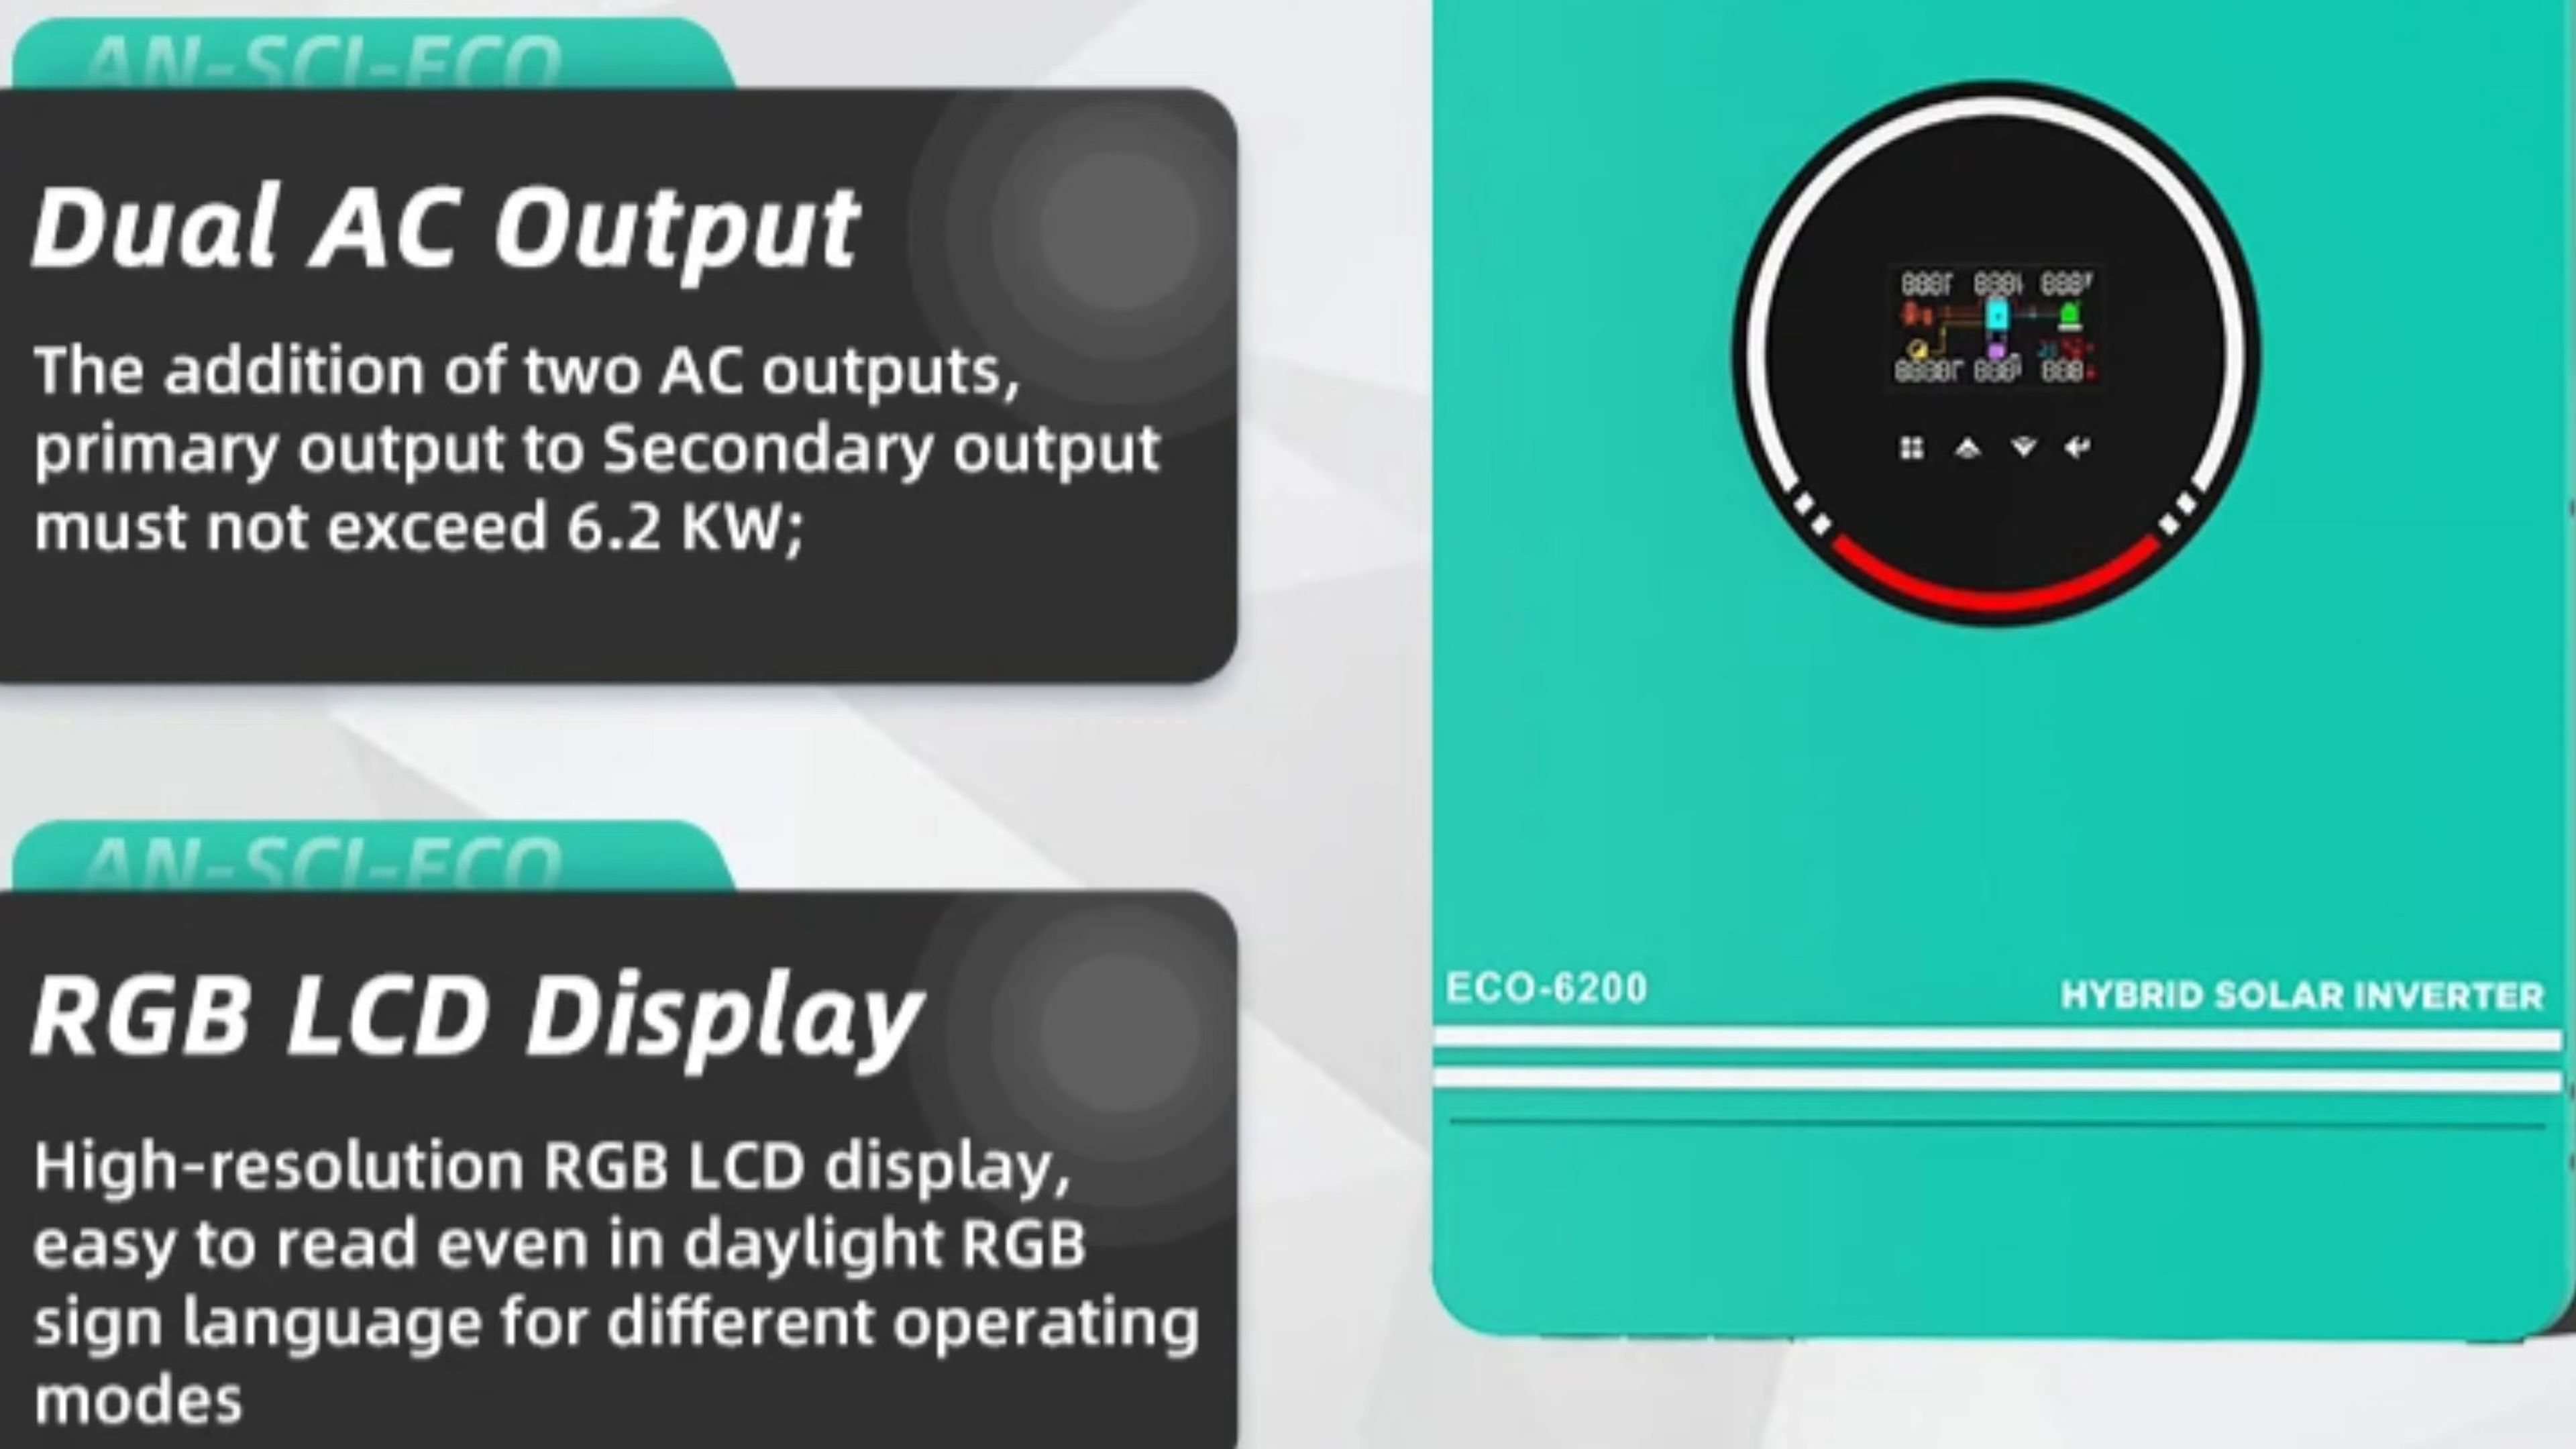 AN-SCI-ECO
Dual AC Output
The addition of two AC outputs,
primary output to Secondary output
must not exceed 6.2 KW;
AN-SCI-ECO
RGB LCD Display
High-resolution RGB LCD display,
easy to read even in daylight RGB
sign language for different operating
modes
ECO-6200
HYBRID SOLAR INVERTER